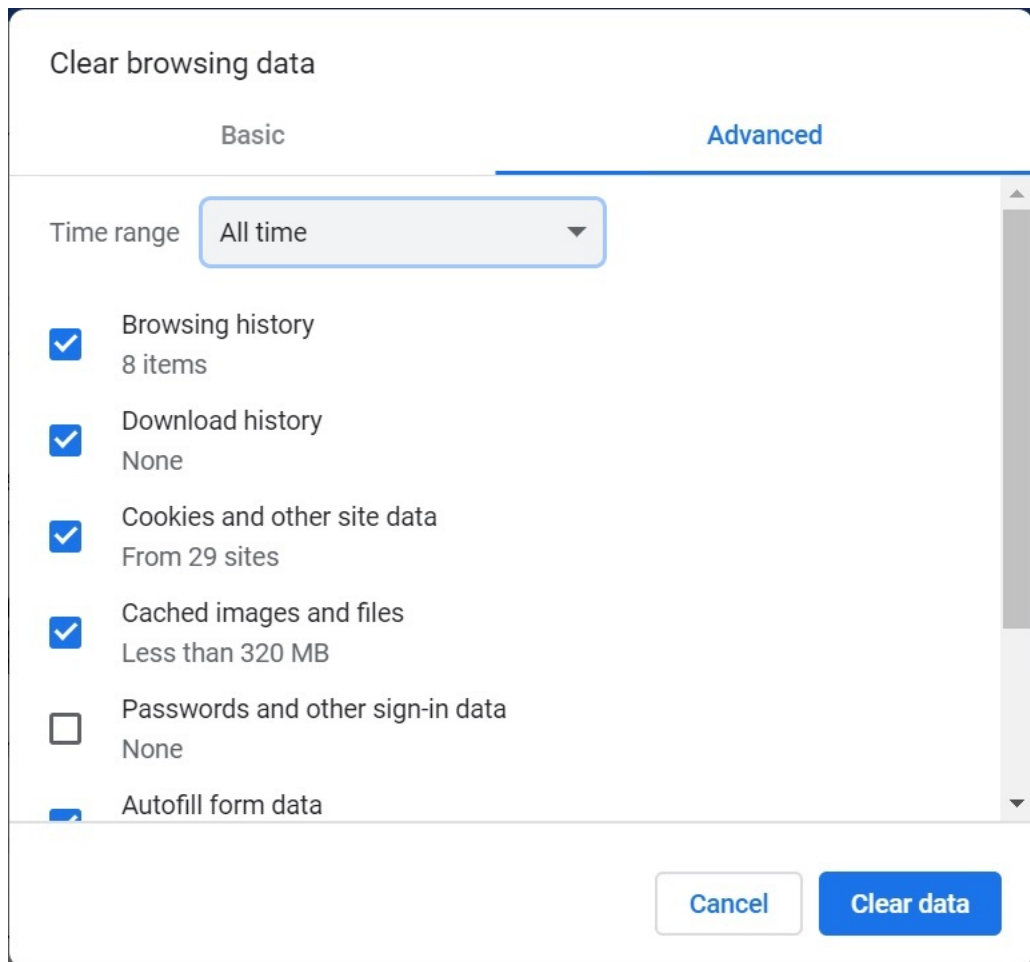 Clear browsing data
Basic
Advanced
Time range
All time
Browsing history
8 items
Download history
None
Cookies and other site data
From 29 sites
Cached images and files
Less than 320 MB
Passwords and other sign-in data
None
Autofill form data
Cancel
Clear data